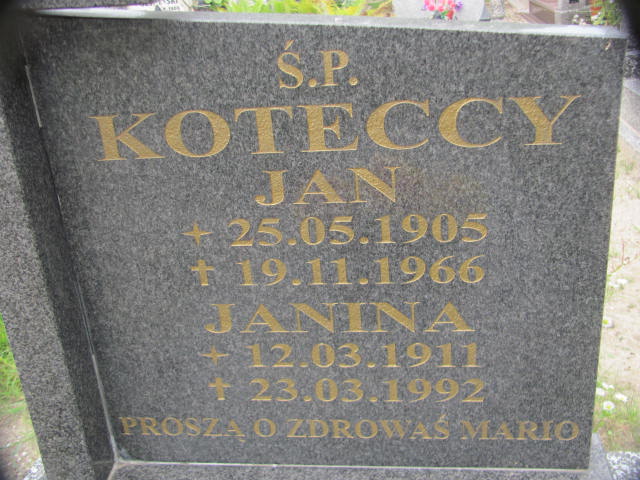 Ś.P.
KOTECCY
JAN
+ 25.05.1905
† 19.11.1966
JANINA
+ 12.03.1911
† 23.03.1992
PROSZĄ O ZDROWAŚ MARIO